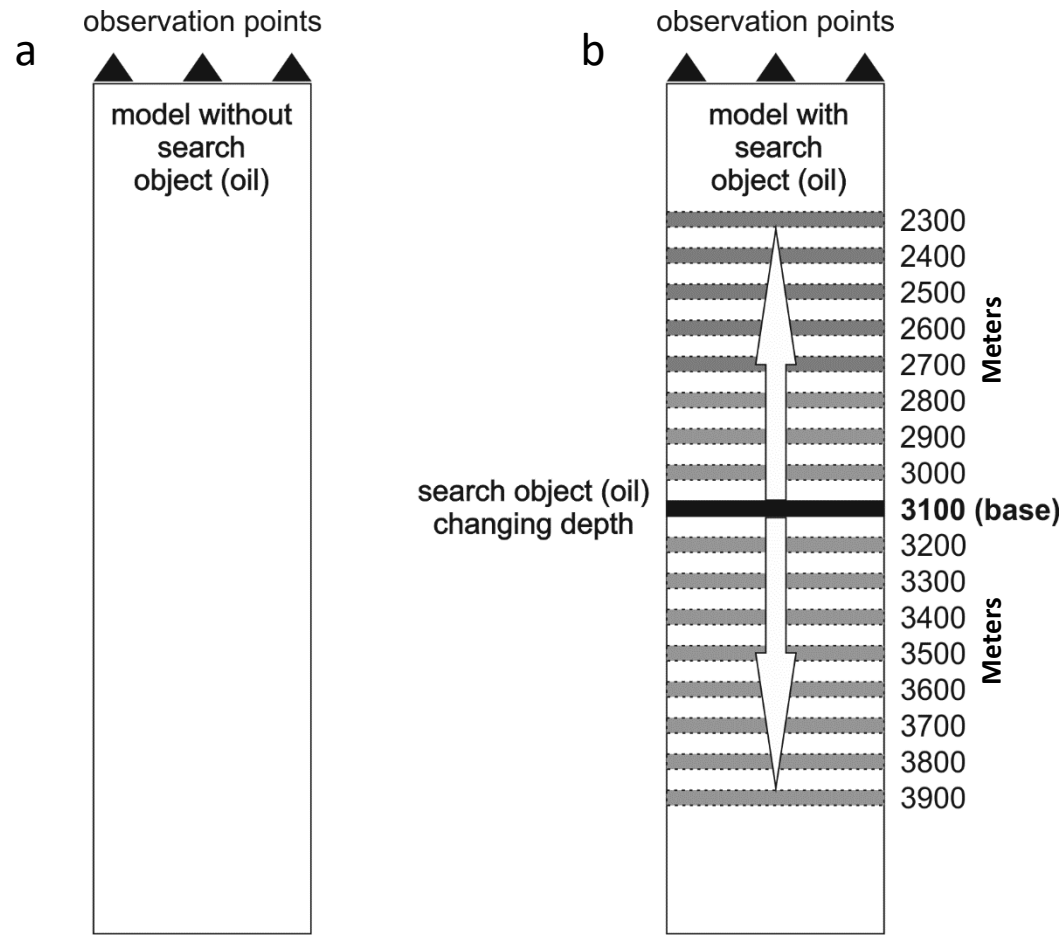 a
observation points
model without
search
object (oil)
b
observation points
model with
search
object (oil)
2300
2400
2500
2600
2700
2800
2900
3000
Meters
search object (oil)
changing depth
3100 (base)
3200
3300
3400
3500
3600
3700
3800
3900
Meters